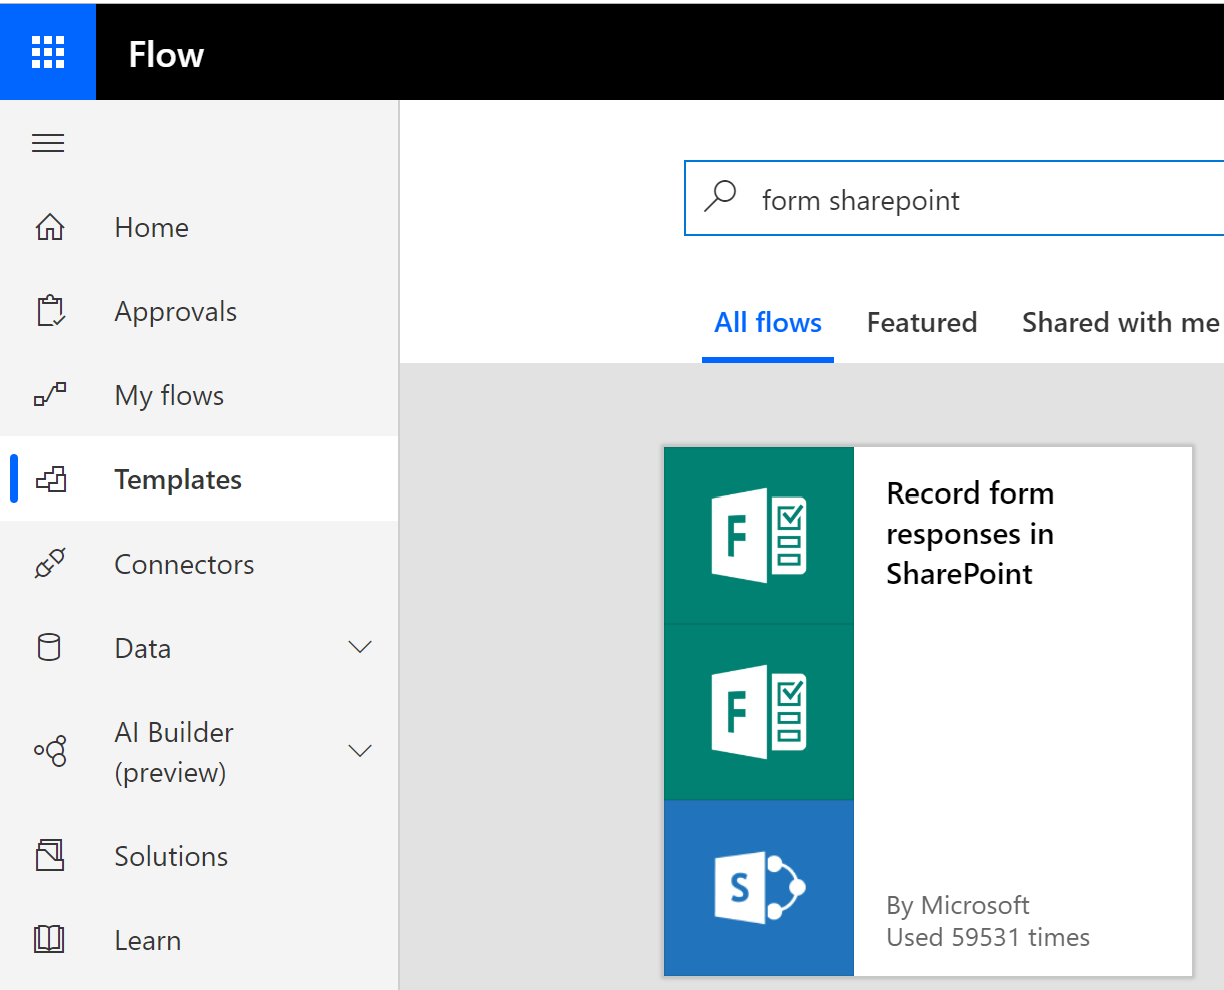 Flow
Home
Approvals
My flows
Templates
Connectors
Data
AI Builder
(preview)
Solutions
Learn
form sharepoint
All flows
Featured
Shared with me
F
F
S
Record form
responses in
SharePoint
By Microsoft
Used 59531 times